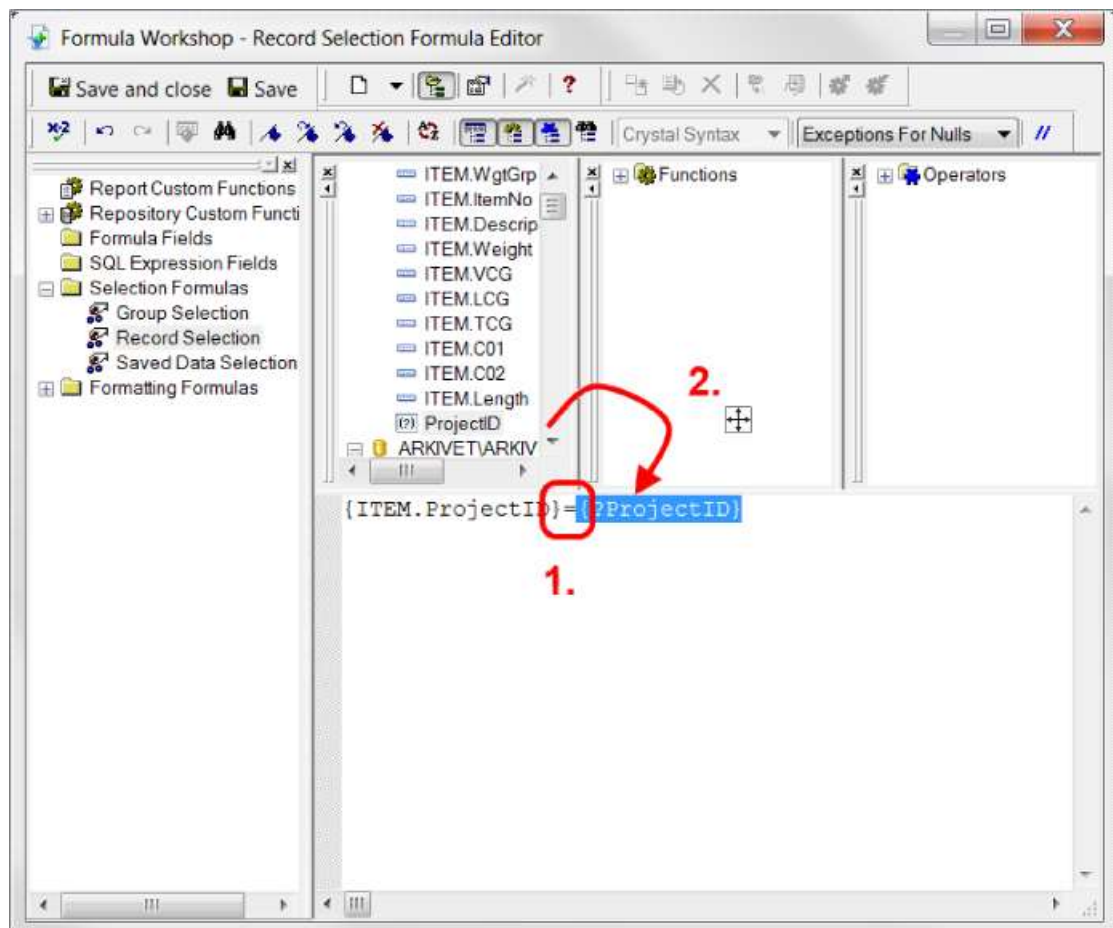 Formula Workshop - Record Selection Formula Editor
Save and close Save
Crystal Syntax Exceptions For Nulls
Report Custom Functions
Repository Custom Functi
Formula Fields
SQL Expression Fields
Selection Formulas
Group Selection
Record Selection
Saved Data Selection
Formatting Formulas
ITEM.WgtGrp
ITEM.ItemNo
ITEM.Descrip
ITEM.Weight
ITEM.VCG
ITEM.LCG
ITEM.TCG
ITEM.C01
ITEM.C02
ITEM.Length
ProjectID
ARKIVET\ARKIV
Functions
Operators
2.
{ITEM.ProjectID}={?ProjectID}
1.